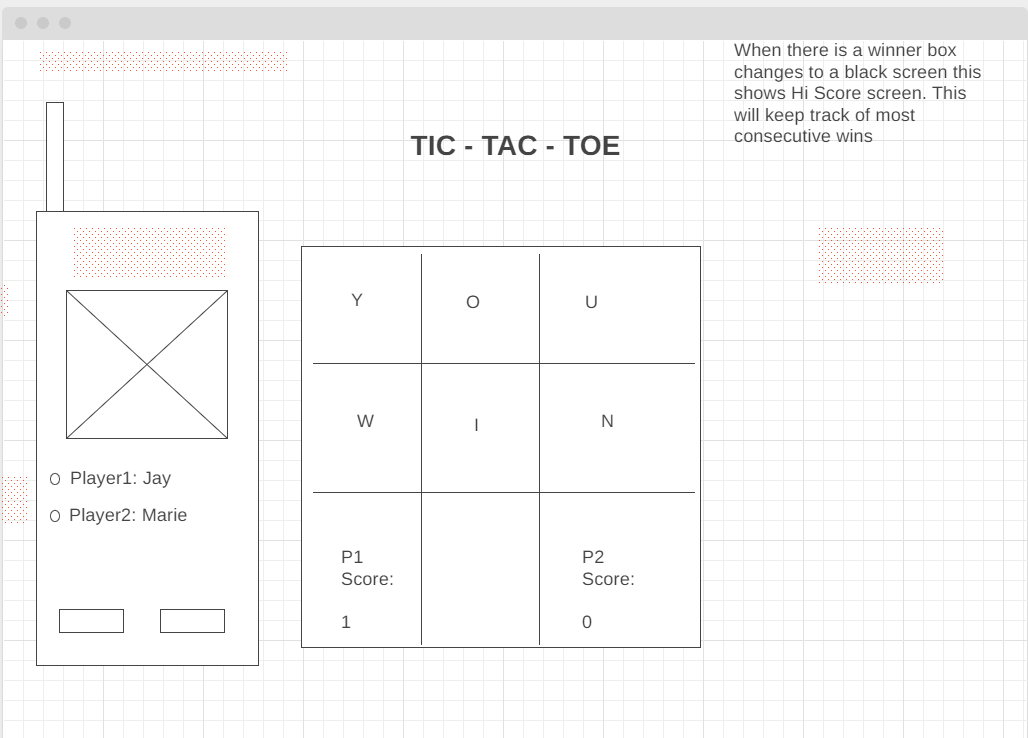 When there is a winner box
changes to a black screen this
shows Hi Score screen. This
will keep track of most
consecutive wins
TIC - TAC - TOE
Y O U
W I N
Player1: Jay
Player2: Marie
P1
Score:
1
P2
Score:
0